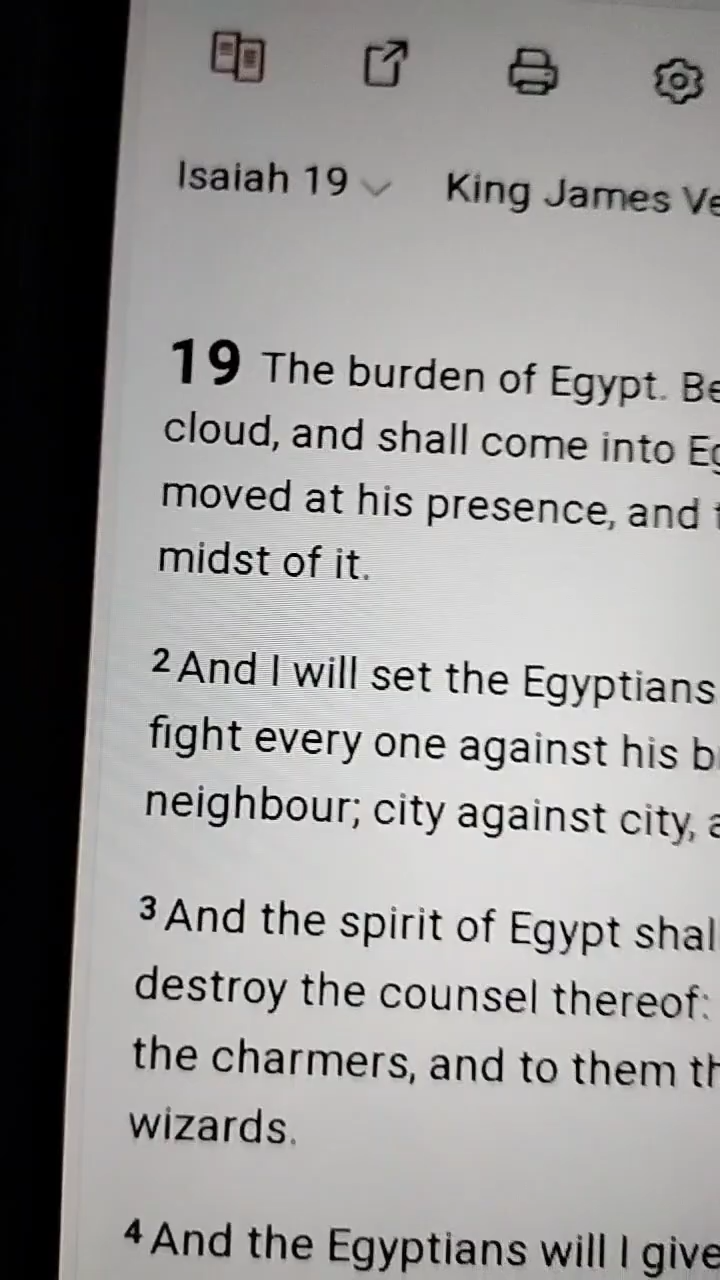 Isaiah 19 King James Ve
19 The burden of Egypt. Be
cloud, and shall come into Eg
moved at his presence, and t
midst of it.
2 And I will set the Egyptians
fight every one against his b
neighbour; city against city, a
3 And the spirit of Egypt shal
destroy the counsel thereof:
the charmers, and to them th
wizards.
4 And the Egyptians will I give